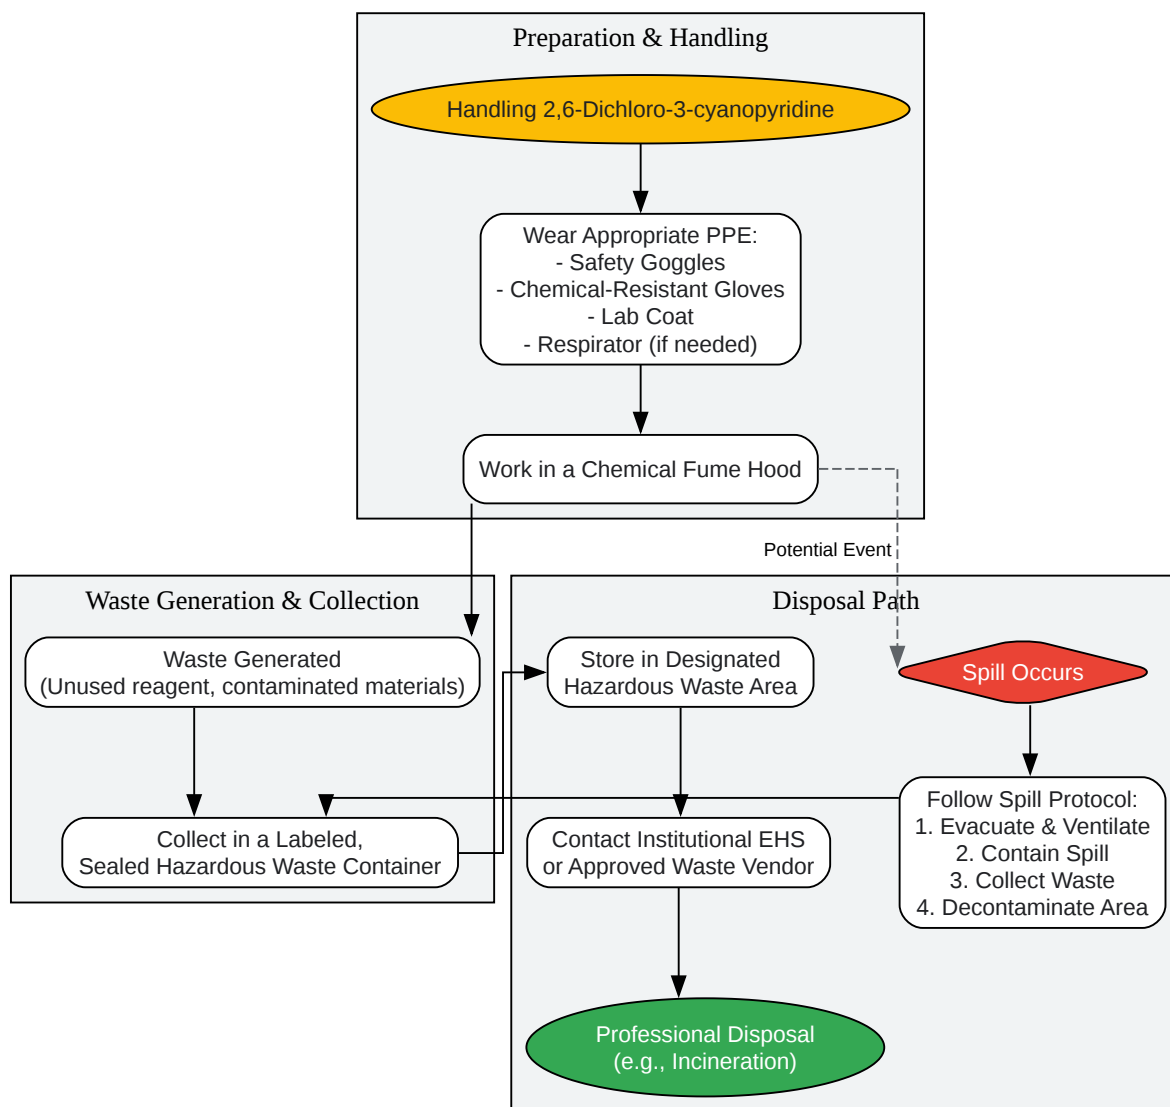 Preparation & Handling
Handling 2,6-Dichloro-3-cyanopyridine
Wear Appropriate PPE:
- Safety Goggles
- Chemical-Resistant Gloves
- Lab Coat
- Respirator (if needed)
Work in a Chemical Fume Hood
Potential Event
Waste Generation & Collection
Waste Generated
(Unused reagent, contaminated materials)
Collect in a Labeled,
Sealed Hazardous Waste Container
Disposal Path
Store in Designated
Hazardous Waste Area
Spill Occurs
Contact Institutional EHS
or Approved Waste Vendor
Follow Spill Protocol:
1. Evacuate & Ventilate
2. Contain Spill
3. Collect Waste
4. Decontaminate Area
Professional Disposal
(e.g., Incineration)